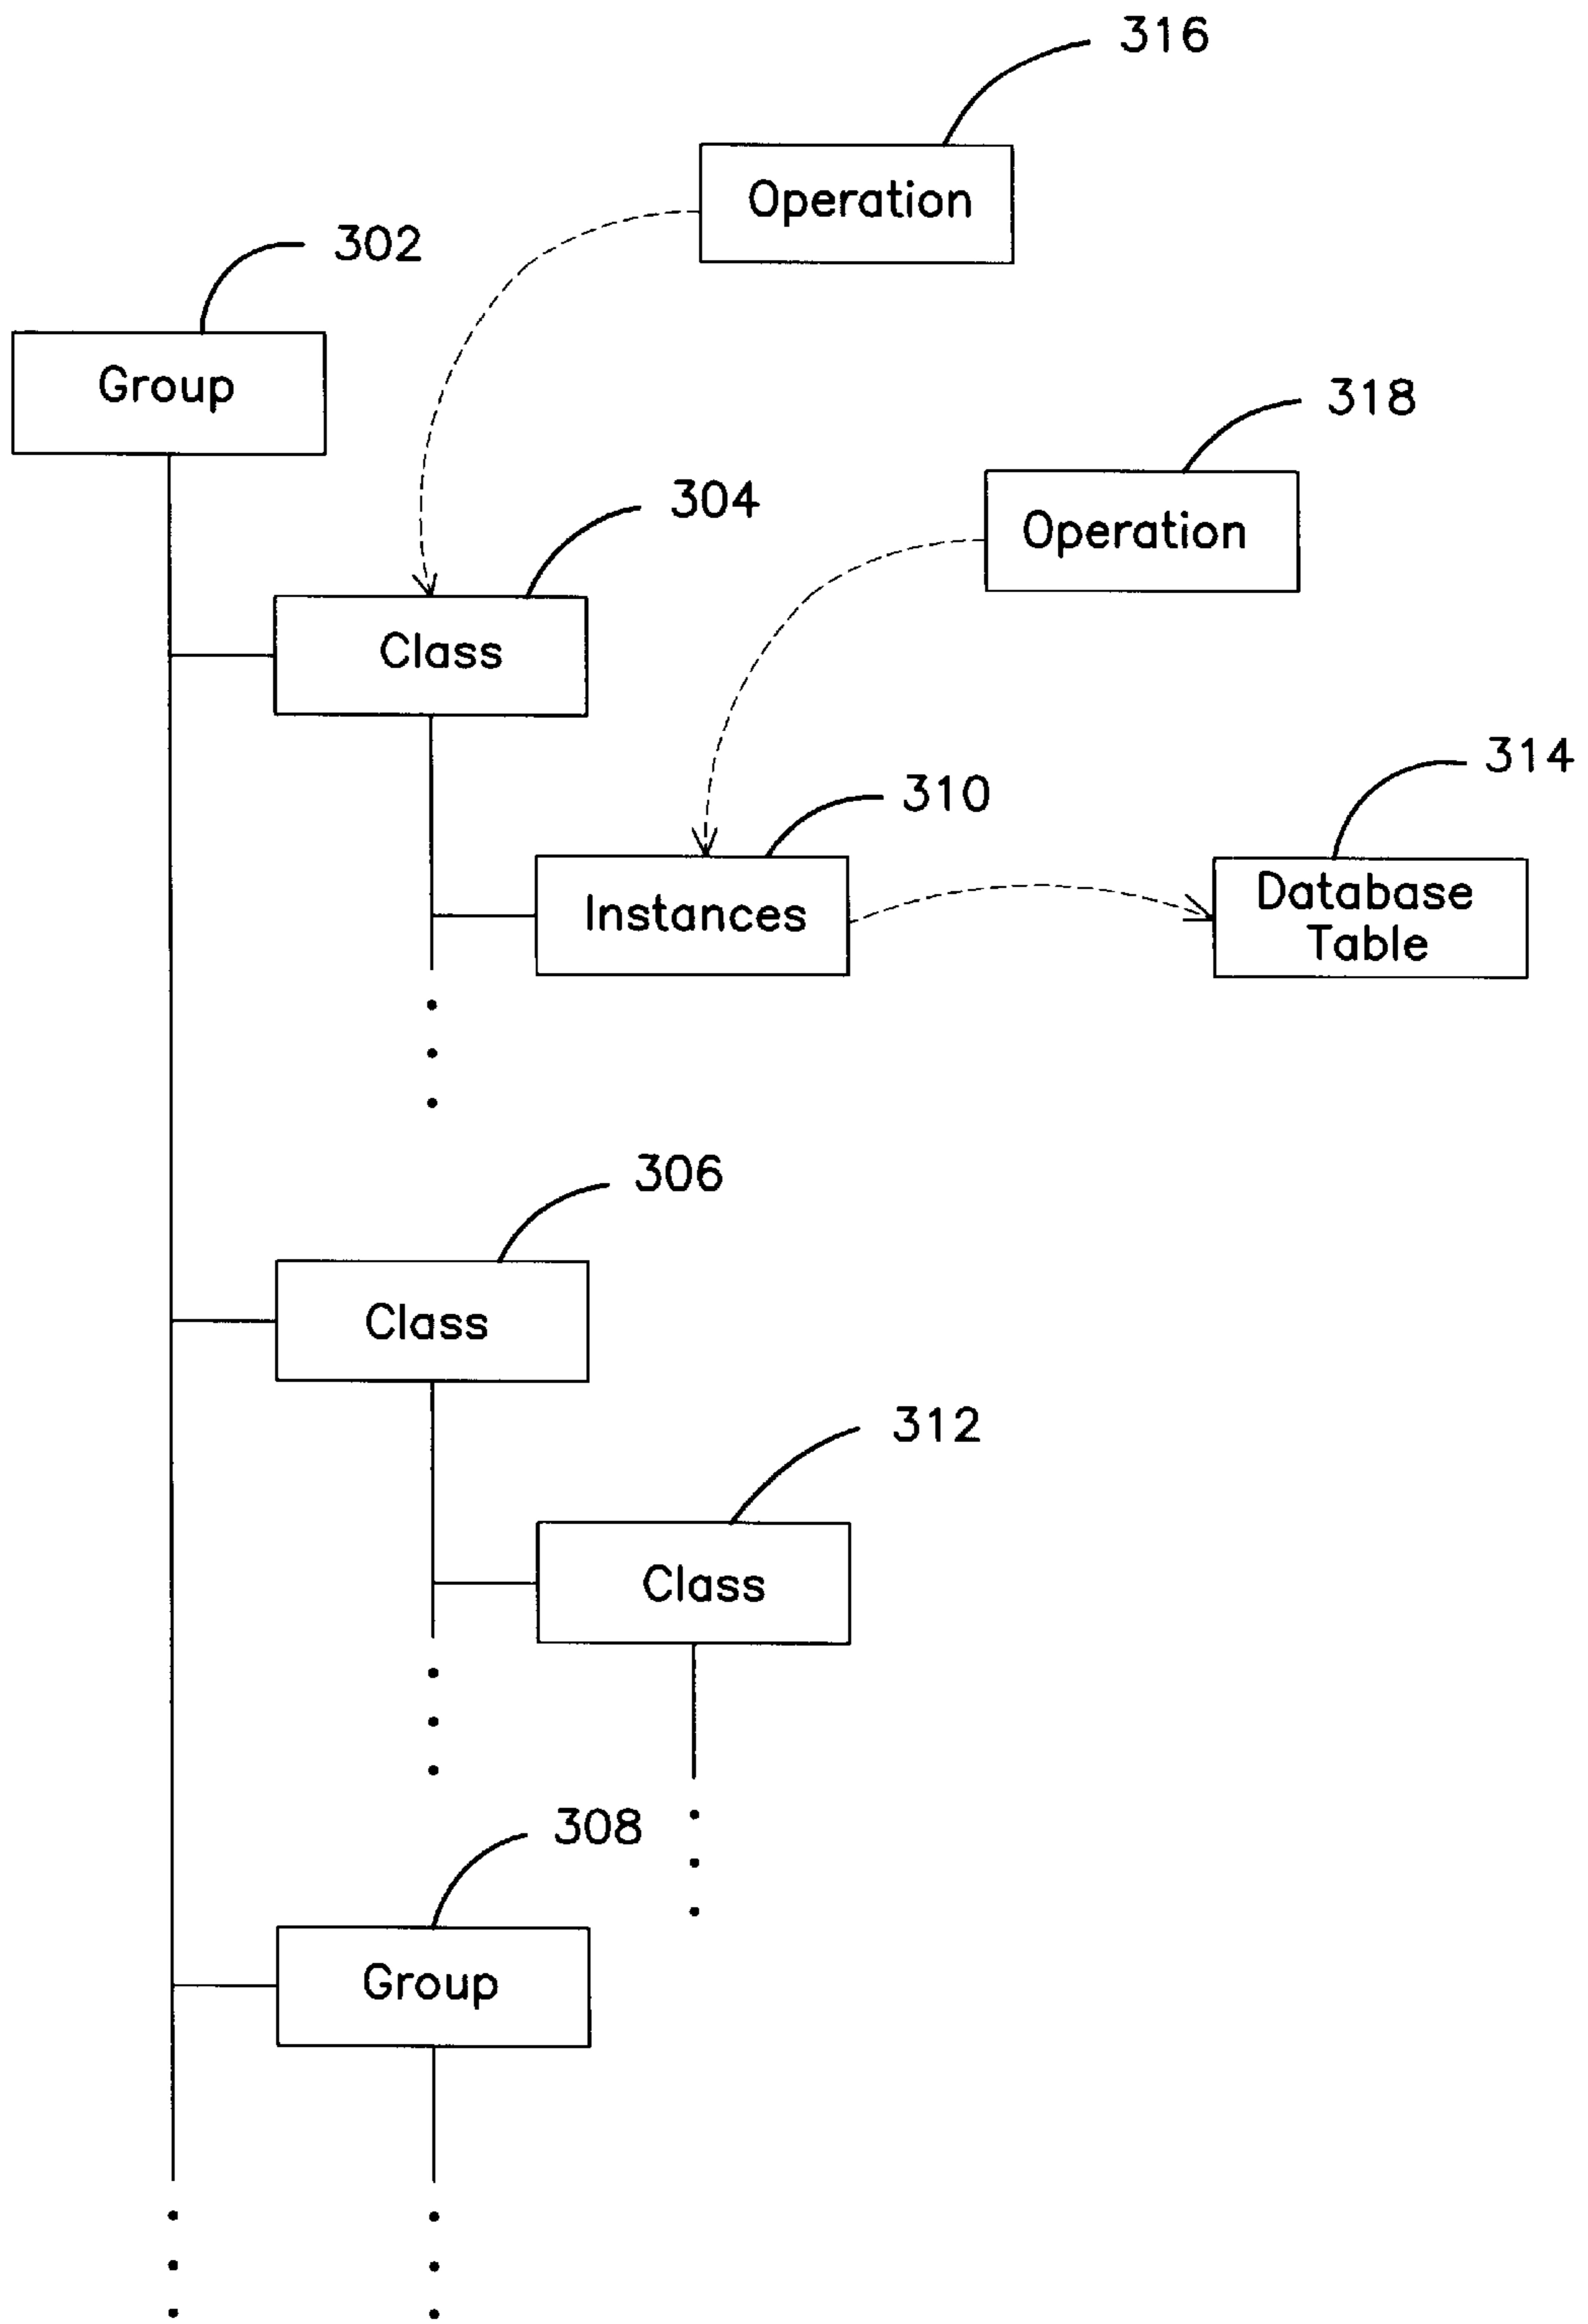 316
Operation
302
Group
318
Operation
304
Class
314
310
Instances
Database
Table
306
Class
312
Class
308
Group